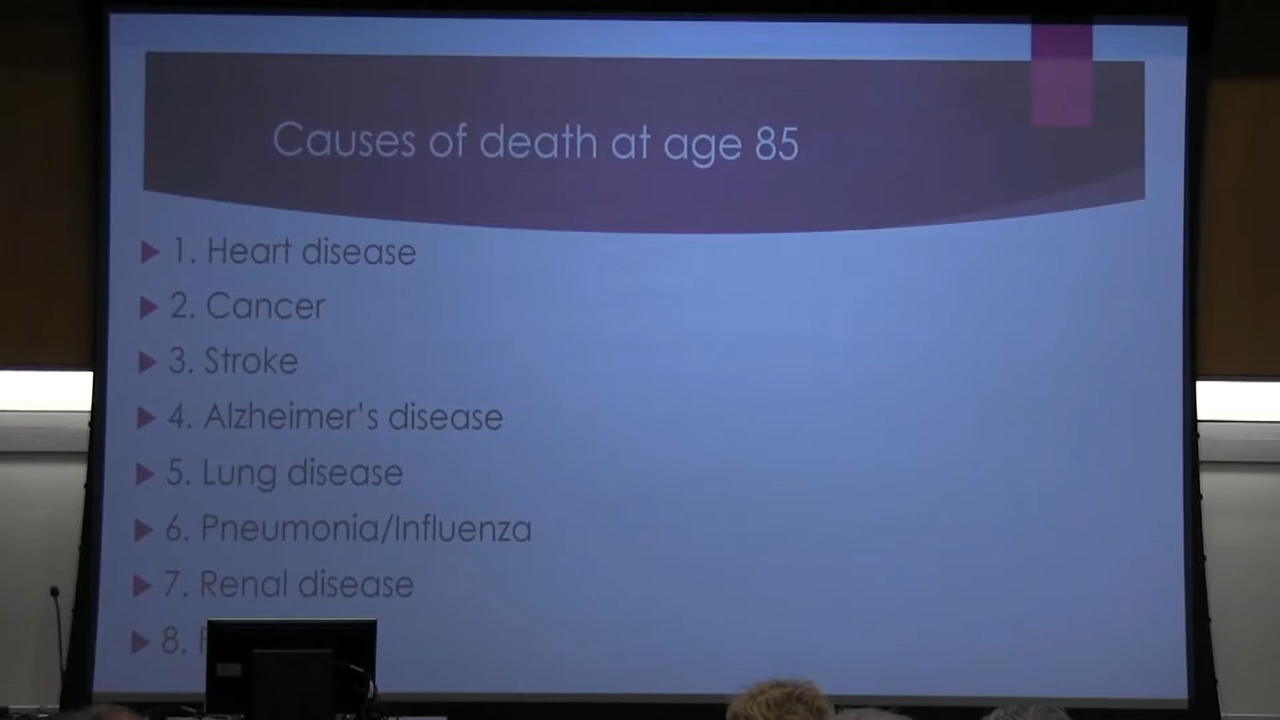 Causes of death at age 85
1. Heart disease
2. Cancer
3. Stroke
4. Alzheimer's disease
5. Lung disease
6. Pneumonia/Influenza
7. Renal disease
8.